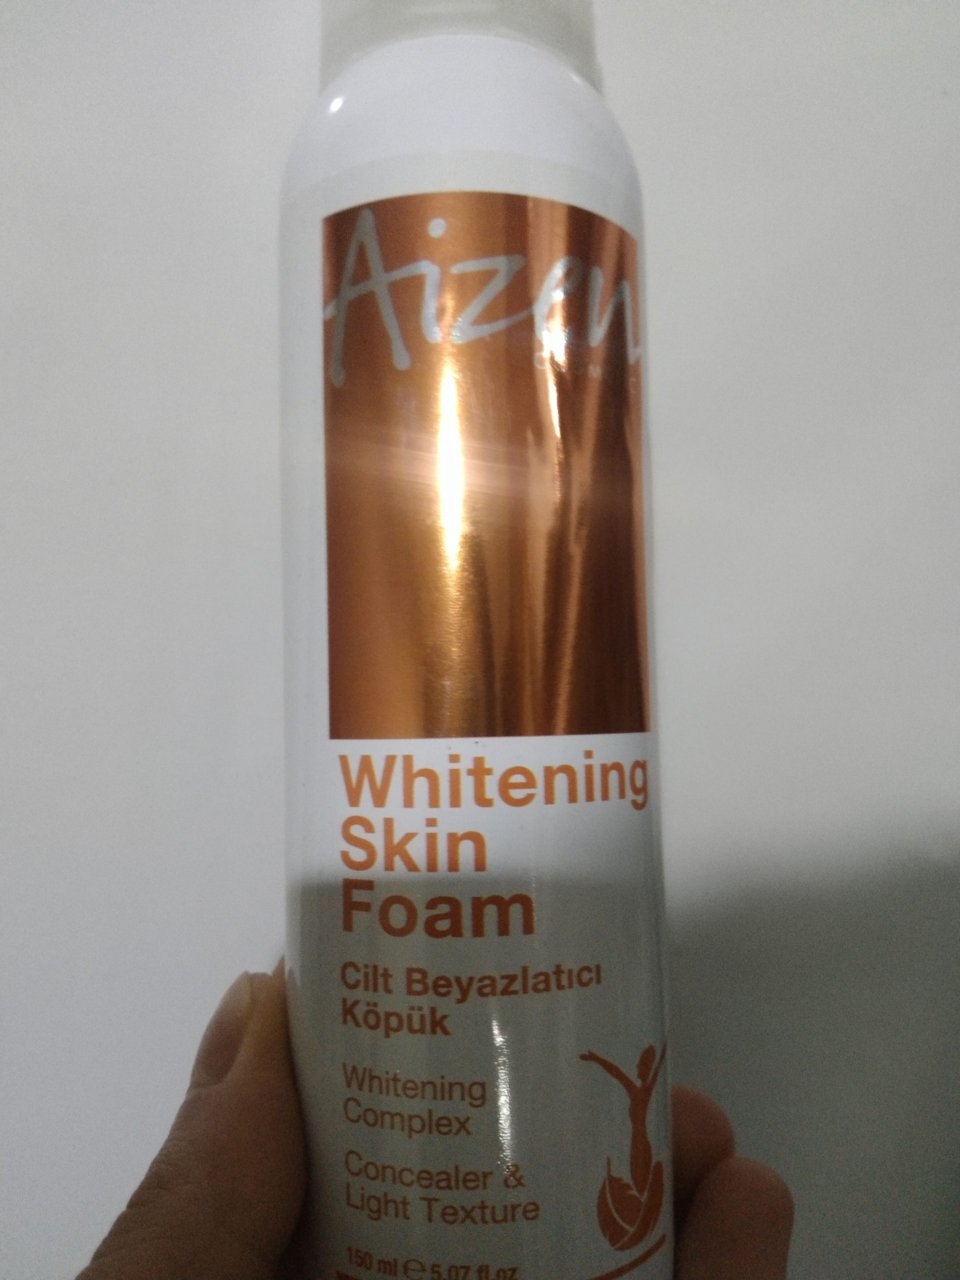 Aizen
Whitening
Skin
Foam
Cilt Beyazlatıcı
Köpük
Whitening
Complex
Concealer &
Light Texture
150 ml ℮ 5.07 fl.oz